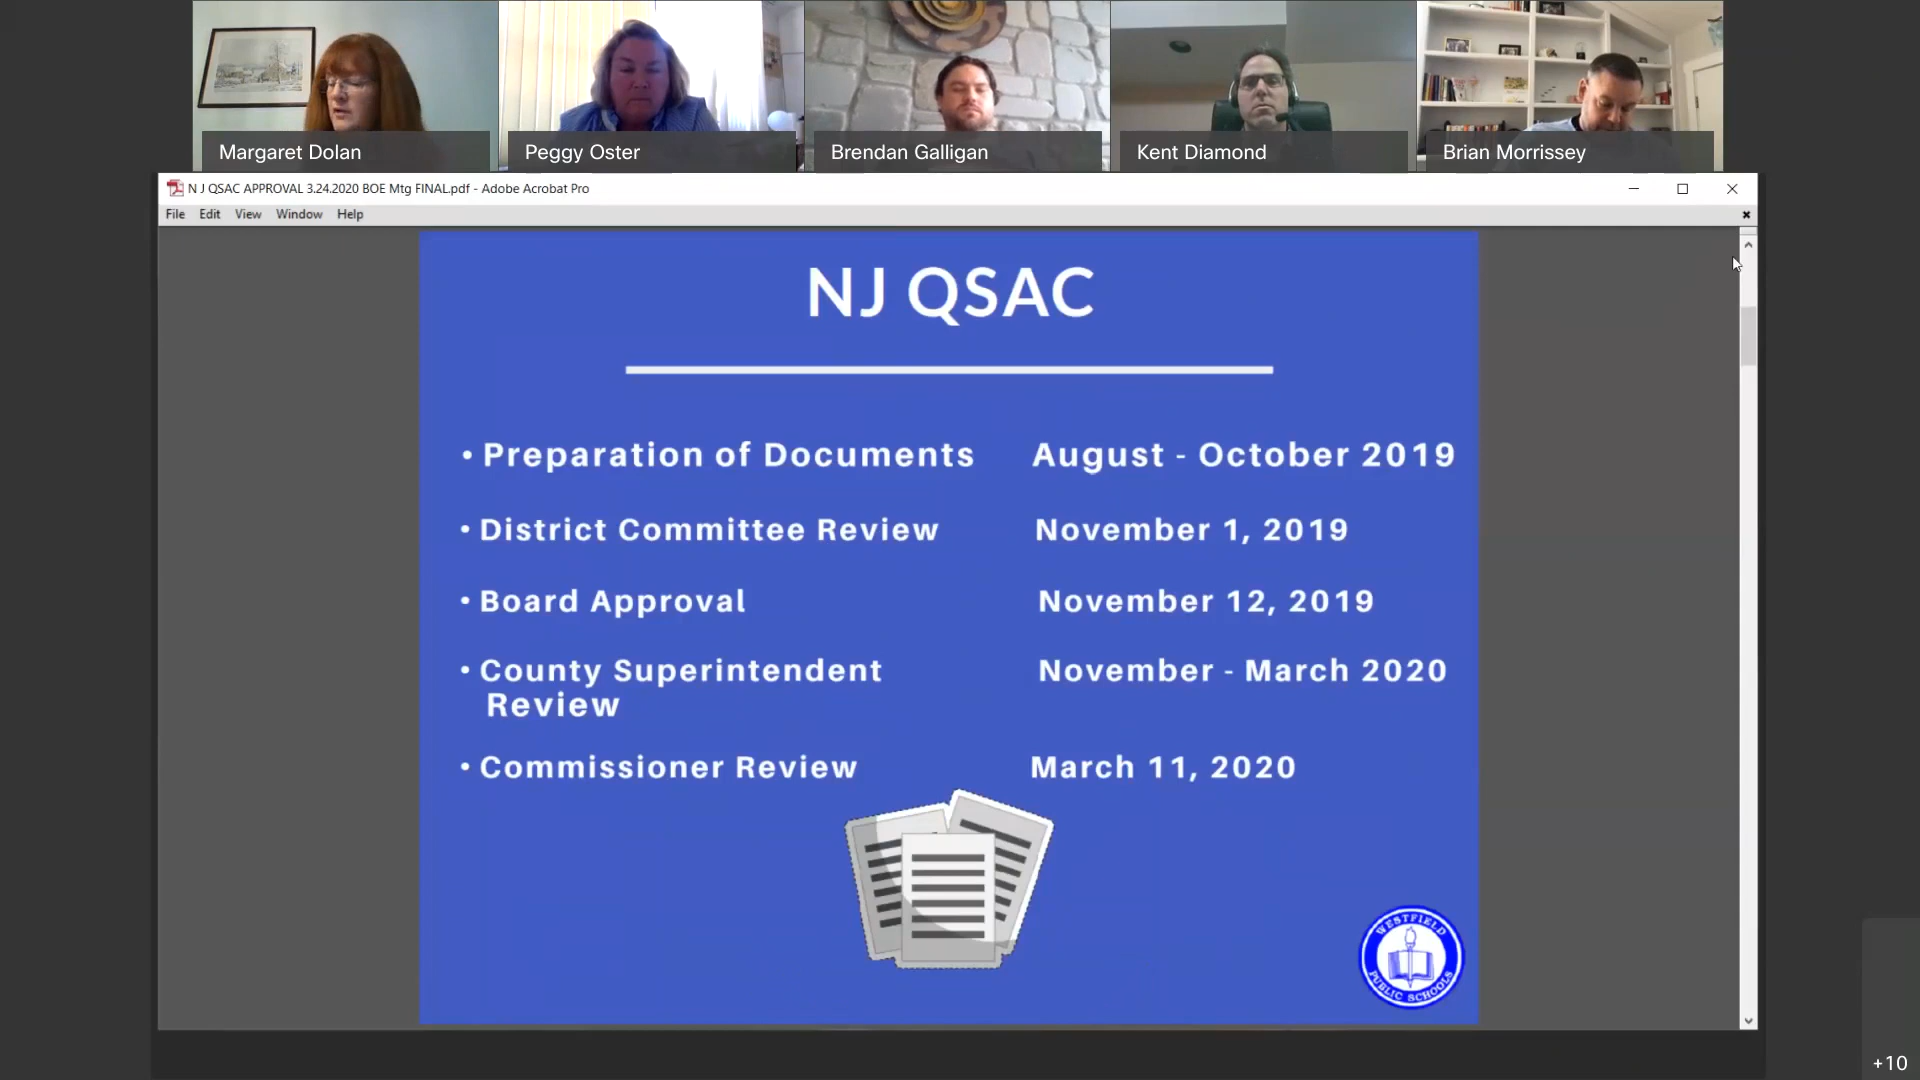 Margaret Dolan
Peggy Oster
Brendan Galligan
Kent Diamond
Brian Morrissey
N J QSAC APPROVAL 3.24.2020 BOE Mtg FINAL.pdf - Adobe Acrobat Pro
File Edit View Window Help
NJ QSAC
• Preparation of Documents August - October 2019
• District Committee Review November 1, 2019
• Board Approval November 12, 2019
• County Superintendent November - March 2020
Review
• Commissioner Review March 11, 2020
WESTFIELD
PUBLIC SCHOOLS
+10